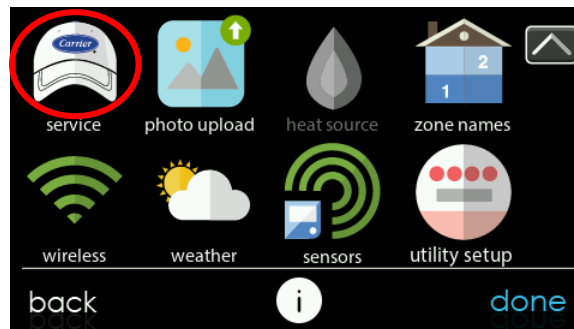 Carrier
service photo upload heat source zone names
2
1
wireless weather sensors utility setup
back i done